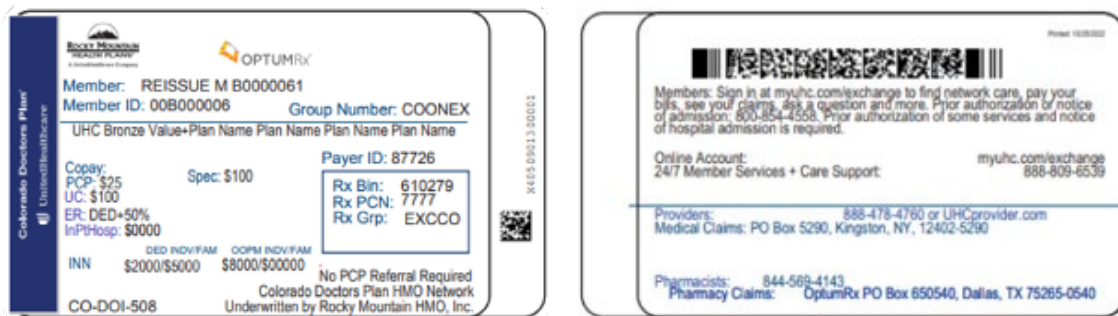 Colorado Doctors Plan
UnitedHealthcare
ROCKY MOUNTAIN
HEALTH PLANS
A UnitedHealthcare Company
OPTUMRx
Member: REISSUE M B0000061
Member ID: 00B000006
Group Number: COONEX
UHC Bronze Value+Plan Name Plan Name Plan Name Plan Name
Payer ID: 87726
Copay:
PCP: $25
Spec: $100
UC: $100
ER: DED+50%
InPtHosp: $0000
Rx Bin: 610279
Rx PCN: 7777
Rx Grp: EXCCO
DED INDV/FAM OOPM INDV/FAM
INN $2000/$5000 $8000/$00000
No PCP Referral Required
Colorado Doctors Plan HMO Network
CO-DOI-508 Underwritten by Rocky Mountain HMO, Inc.
Members: Sign in at myuhc.com/exchange to find network care, pay your
bills, see your claims, ask a question and more. Prior authorization or notice
of admission: 800-854-4558. Prior authorization of some services and notice
of hospital admission is required.
Online Account: myuhc.com/exchange
24/7 Member Services + Care Support: 888-809-6539
Providers: 888-478-4760 or UHCprovider.com
Medical Claims: PO Box 5290, Kingston, NY, 12402-5290
Pharmacists: 844-569-4143
Pharmacy Claims: OptumRx PO Box 650540, Dallas, TX 75265-0540